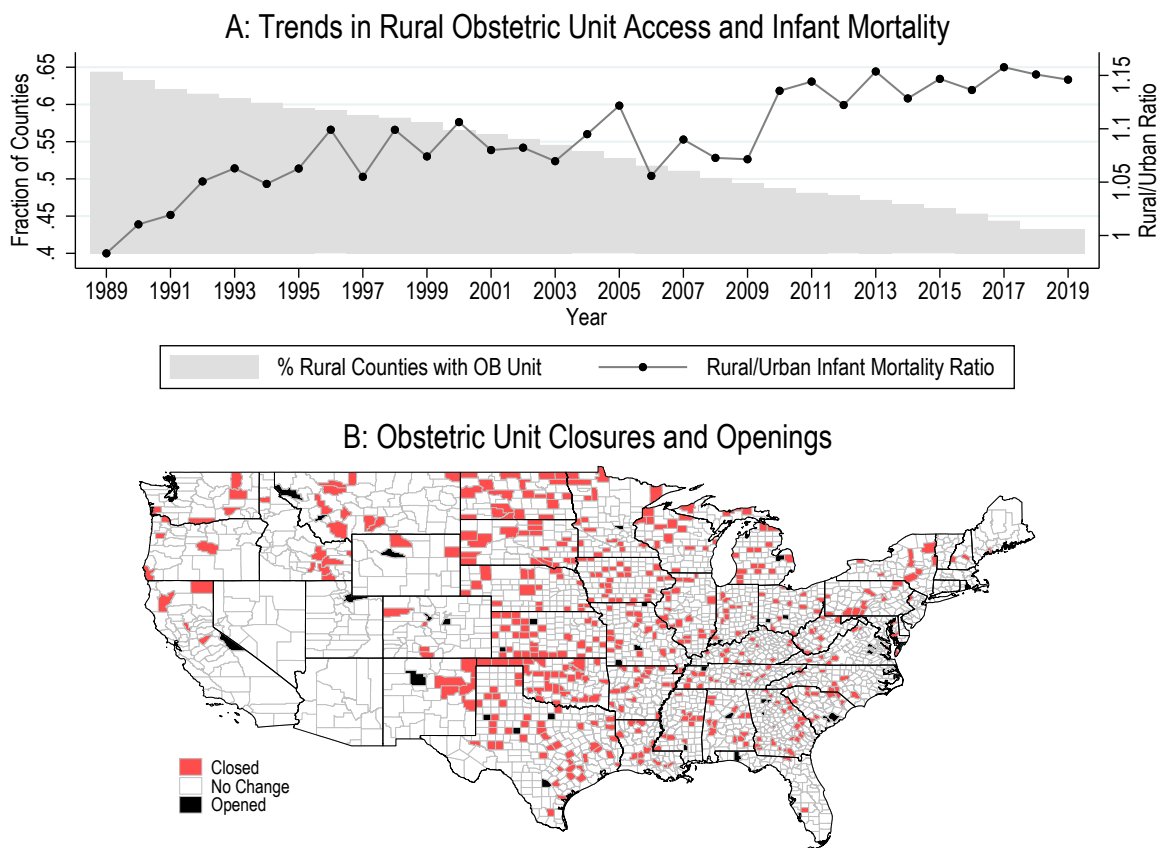 A: Trends in Rural Obstetric Unit Access and Infant Mortality
Fraction of Counties
.65
.6
.55
.5
.45
.4
1.15
1.1
1.05
1
Rural/Urban Ratio
1989 1991 1993 1995 1997 1999 2001 2003 2005 2007 2009 2011 2013 2015 2017 2019
Year
% Rural Counties with OB Unit Rural/Urban Infant Mortality Ratio
B: Obstetric Unit Closures and Openings
Closed
No Change
Opened